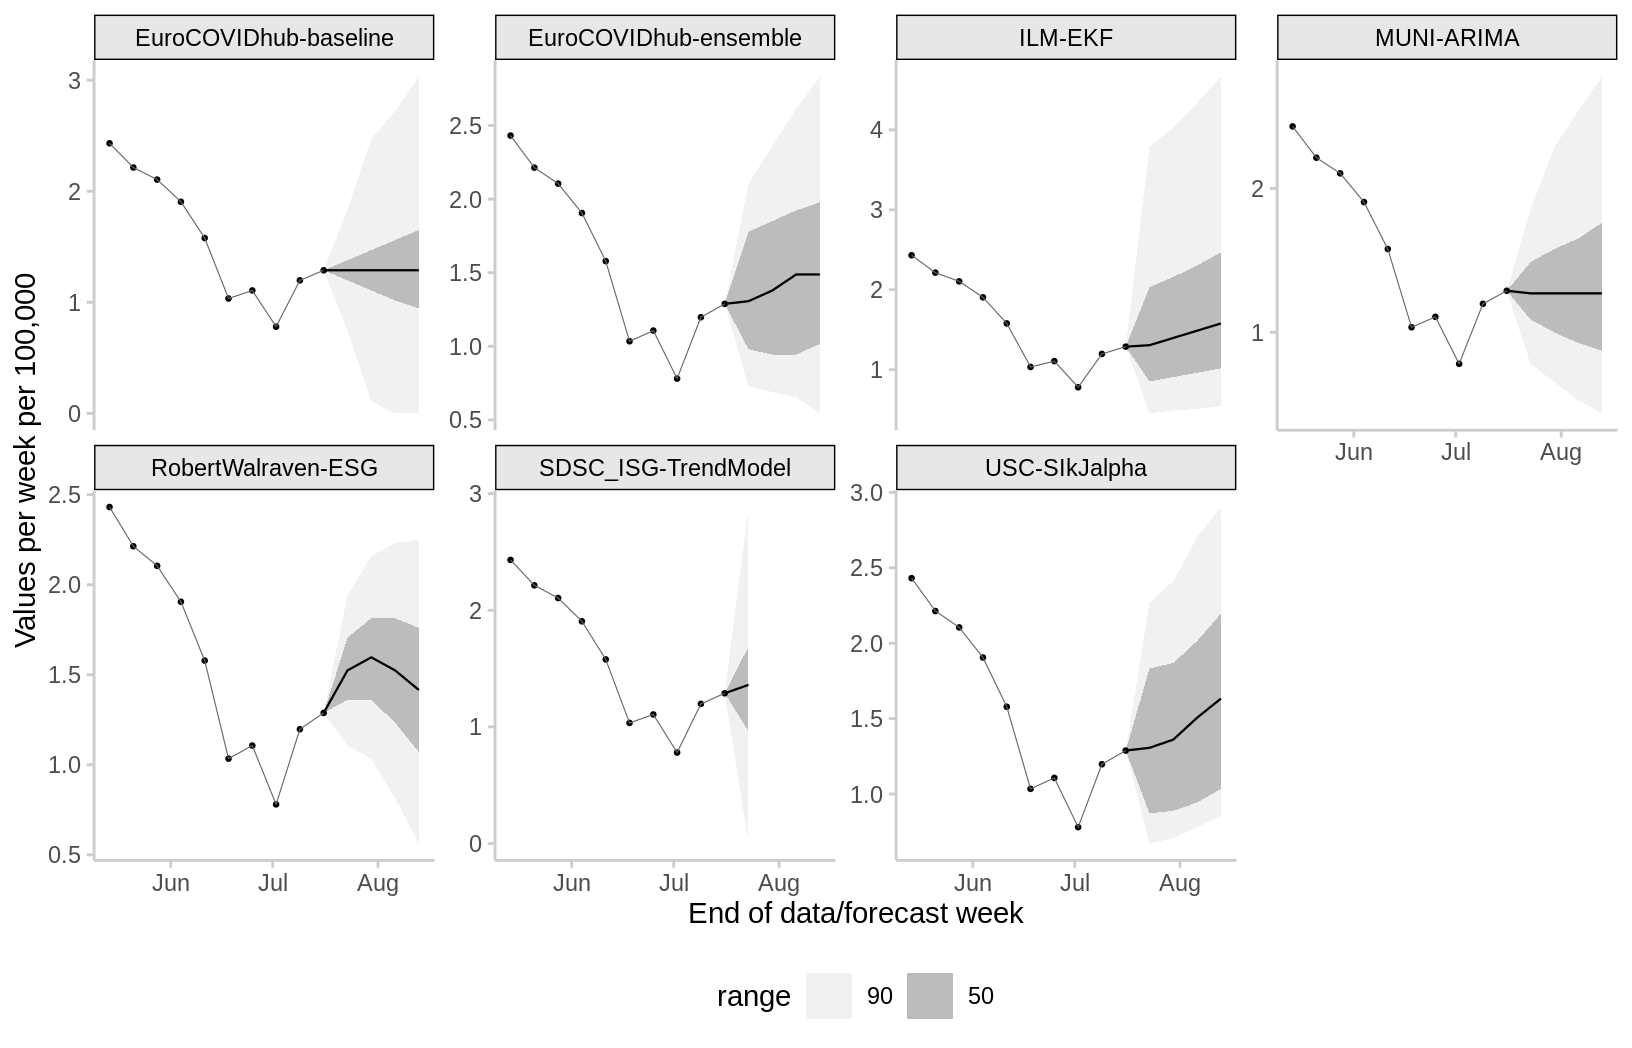 EuroCOVIDhub-baseline
EuroCOVIDhub-ensemble
ILM-EKF
MUNI-ARIMA
3
2
1
0
2.5
2.0
1.5
1.0
0.5
4
3
2
1
2
1
Jun
Jul
Aug
Values per week per 100,000
RobertWalraven-ESG
SDSC_ISG-TrendModel
USC-SIkJalpha
2.5
2.0
1.5
1.0
0.5
3
2
1
0
3.0
2.5
2.0
1.5
1.0
Jun
Jul
Aug
Jun
Jul
Aug
Jun
Jul
Aug
End of data/forecast week
range
90
50